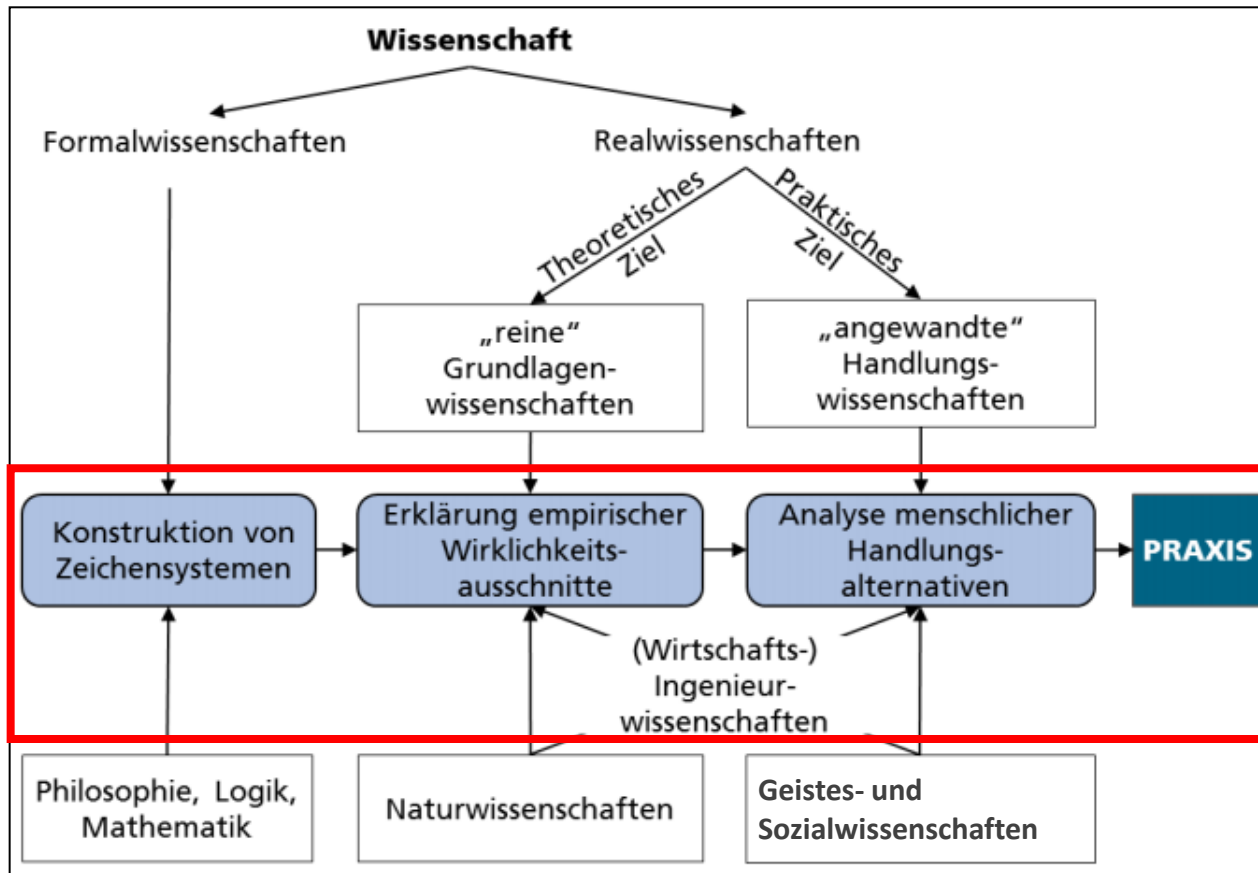 Wissenschaft
Formalwissenschaften
Realwissenschaften
Theoretisches
Ziel
Praktisches
Ziel
„reine“
Grundlagen-
wissenschaften
„angewandte“
Handlungs-
wissenschaften
Konstruktion von
Zeichensystemen
Erklärung empirischer
Wirklichkeits-
ausschnitte
Analyse menschlicher
Handlungs-
alternativen
PRAXIS
(Wirtschafts-)
Ingenieur-
wissenschaften
Philosophie, Logik,
Mathematik
Naturwissenschaften
Geistes- und
Sozialwissenschaften